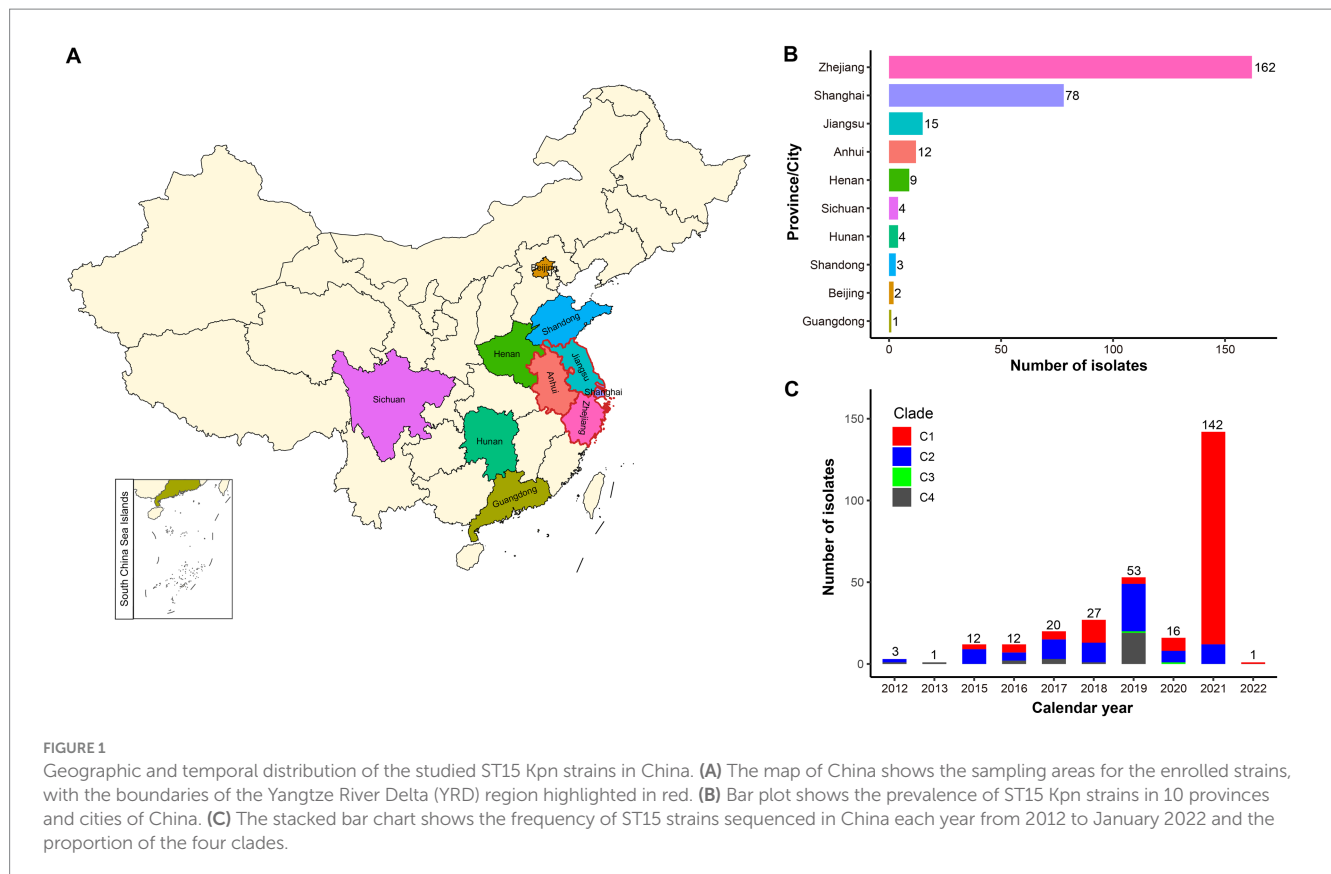 A
Beijing
Shandong
Henan
Jiangsu
Anhui
Shanghai
Zhejiang
Sichuan
Hunan
Guangdong
South China Sea Islands
B
Province/City
Zhejiang 162
Shanghai 78
Jiangsu 15
Anhui 12
Henan 9
Sichuan 4
Hunan 4
Shandong 3
Beijing 2
Guangdong 1
0 50 100 150
Number of isolates
C
Number of isolates
150
100
50
0
Clade
C1
C2
C3
C4
3 1 12 12 20 27 53 16 142 1
2012 2013 2015 2016 2017 2018 2019 2020 2021 2022
Calendar year
FIGURE 1
Geographic and temporal distribution of the studied ST15 Kpn strains in China. (A) The map of China shows the sampling areas for the enrolled strains,
with the boundaries of the Yangtze River Delta (YRD) region highlighted in red. (B) Bar plot shows the prevalence of ST15 Kpn strains in 10 provinces
and cities of China. (C) The stacked bar chart shows the frequency of ST15 strains sequenced in China each year from 2012 to January 2022 and the
proportion of the four clades.